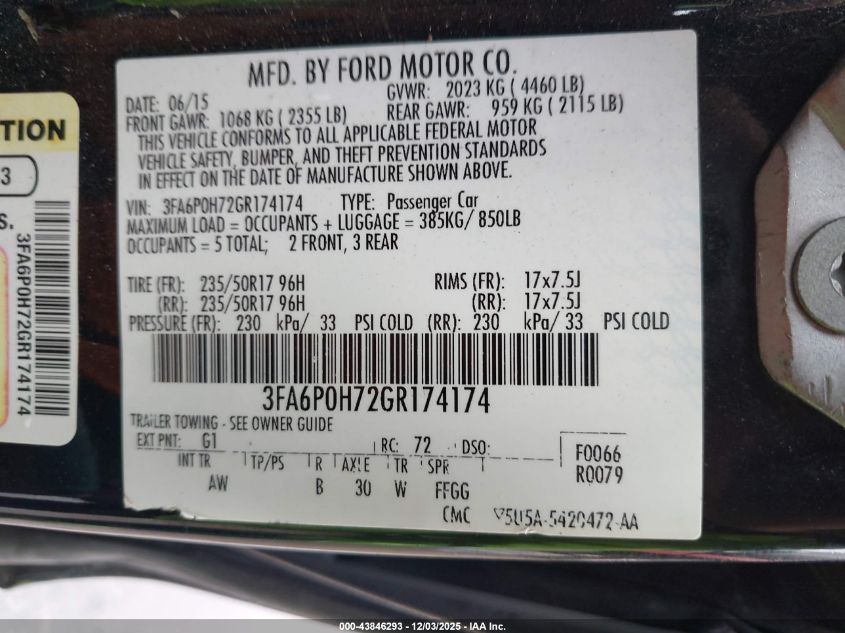 MFD. BY FORD MOTOR CO.
DATE: 06/15 GVWR: 2023 KG ( 4460 LB)
FRONT GAWR: 1068 KG ( 2355 LB) REAR GAWR: 959 KG ( 2115 LB)
THIS VEHICLE CONFORMS TO ALL APPLICABLE FEDERAL MOTOR
VEHICLE SAFETY, BUMPER, AND THEFT PREVENTION STANDARDS
IN EFFECT ON THE DATE OF MANUFACTURE SHOWN ABOVE.
VIN: 3FA6P0H72GR174174 TYPE: Passenger Car
MAXIMUM LOAD = OCCUPANTS + LUGGAGE = 385KG/ 850LB
OCCUPANTS = 5 TOTAL; 2 FRONT, 3 REAR
TIRE (FR): 235/50R17 96H RIMS (FR): 17x7.5J
(RR): 235/50R17 96H (RR): 17x7.5J
PRESSURE (FR): 230 kPa/ 33 PSI COLD (RR): 230 kPa/ 33 PSI COLD
3FA6P0H72GR174174
TRAILER TOWING - SEE OWNER GUIDE
EXT PNT: G1 RC: 72 DSO: F0066
R0079
INT TR TP/PS R AXLE TR SPR
AW B 30 W FFGG
CMC 5U5A-5420472-AA
TION
3
S.
3FA6P0H72GR174174
000-43846293 - 12/03/2025 - IAA Inc.